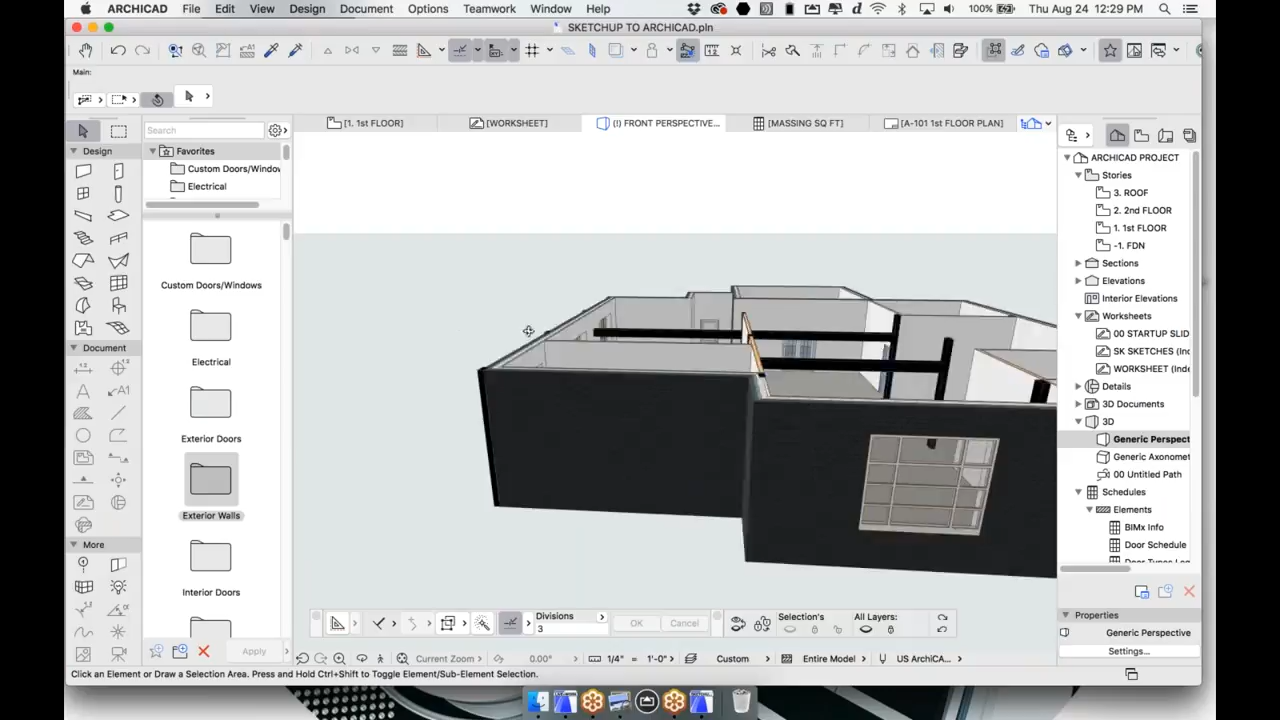 ARCHICAD File Edit View Design Document Options Teamwork Window Help 100% Thu Aug 24 12:29 PM
SKETCHUP TO ARCHICAD.pln
Main:
[1. 1st FLOOR] [WORKSHEET] (!) FRONT PERSPECTIVE... [MASSING SQ FT] [A-101 1st FLOOR PLAN]
Search
Design
Favorites
Custom Doors/Window
Electrical
Custom Doors/Windows
Electrical
Exterior Doors
Exterior Walls
Interior Doors
Document
More
Apply
ARCHICAD PROJECT
Stories
3. ROOF
2. 2nd FLOOR
1. 1st FLOOR
-1. FDN
Sections
Elevations
Interior Elevations
Worksheets
00 STARTUP SLID
SK SKETCHES (Inc
WORKSHEET (Inde
Details
3D Documents
3D
Generic Perspect
Generic Axonomet
00 Untitled Path
Schedules
Elements
BIMx Info
Door Schedule
Properties
Generic Perspective
Settings...
Divisions
3
OK Cancel
Selection's
All Layers:
Current Zoom 0.00° 1/4" = 1'-0" Custom Entire Model US ArchiCA...
Click an Element or Draw a Selection Area. Press and Hold Ctrl+Shift to Toggle Element/Sub-Element Selection.